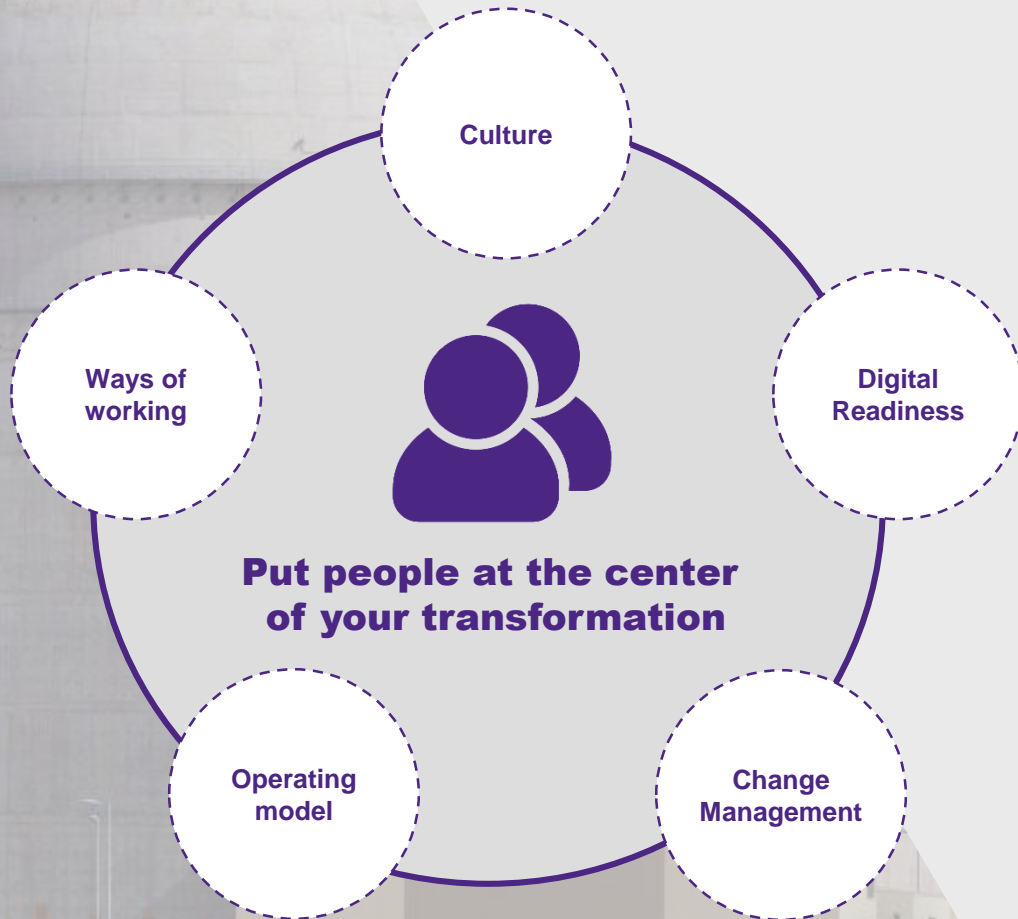 Culture
Ways of
working
Digital
Readiness
Put people at the center
of your transformation
Operating
model
Change
Management